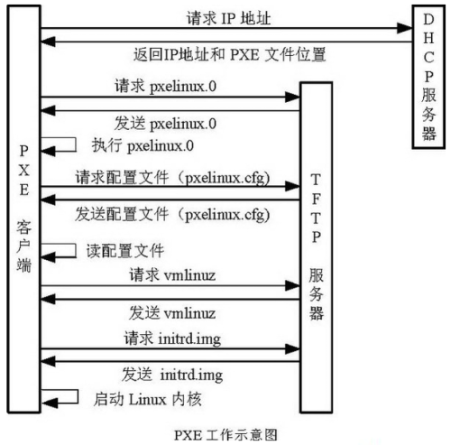 请求 IP 地址
返回IP地址和 PXE 文件位置
DHCP服务器
请求 pxelinux.0
发送 pxelinux.0
执行 pxelinux.0
请求配置文件（pxelinux.cfg)
发送配置文件（pxelinux.cfg)
读配置文件
请求 vmlinuz
发送 vmlinuz
请求 initrd.img
发送 initrd.img
启动 Linux 内核
PXE 客户端
TFTP 服务器
PXE 工作示意图